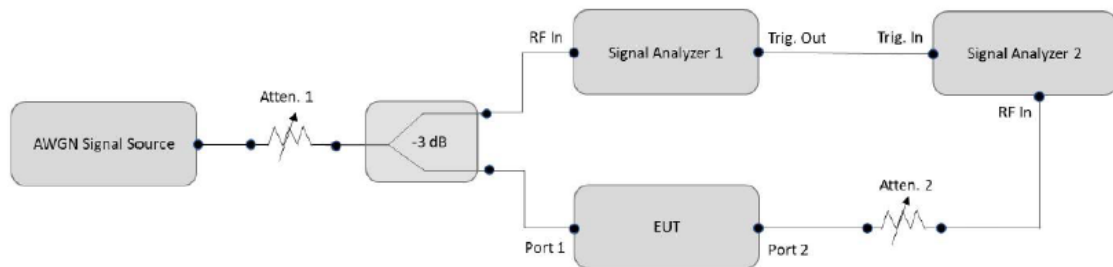 RF In
Signal Analyzer 1
Trig. Out
Trig. In
Signal Analyzer 2
RF In
AWGN Signal Source
Atten. 1
-3 dB
Port 1
EUT
Port 2
Atten. 2